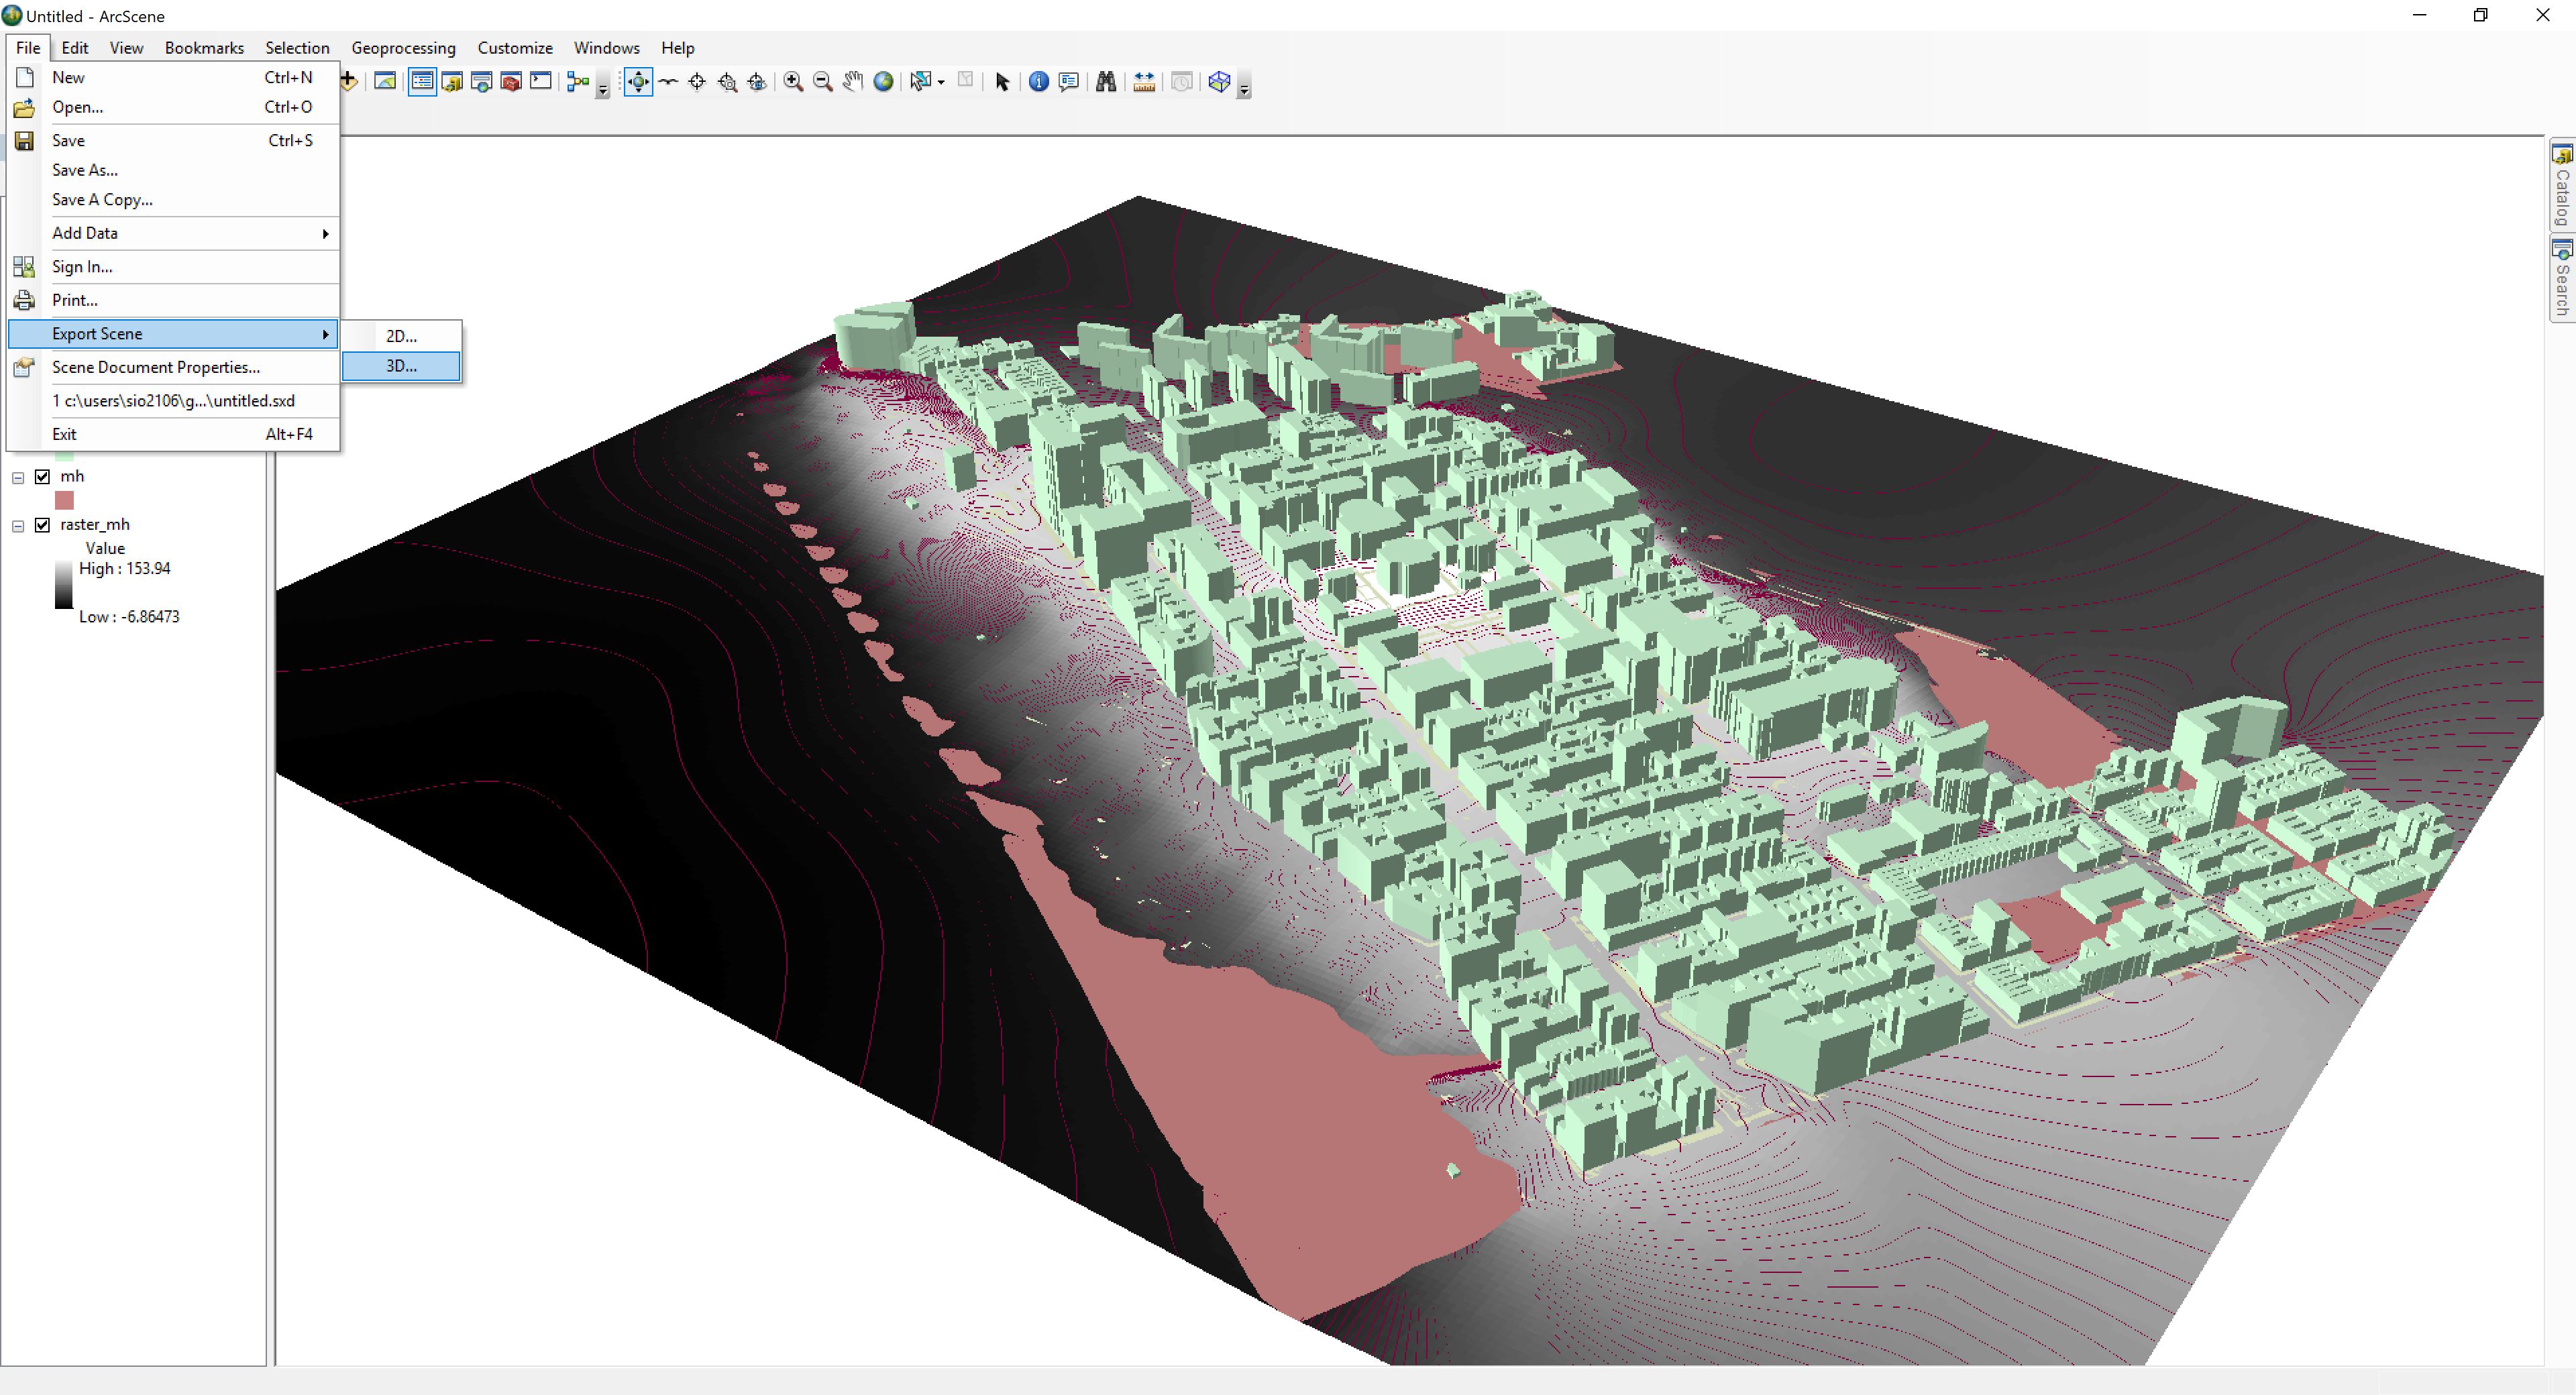 Untitled - ArcScene
File Edit View Bookmarks Selection Geoprocessing Customize Windows Help
New Ctrl+N
Open... Ctrl+O
Save Ctrl+S
Save As...
Save A Copy...
Add Data
Sign In...
Print...
Export Scene
2D...
3D...
Scene Document Properties...
1 c:\users\sio2106\g...\untitled.sxd
Exit Alt+F4
mh
raster_mh
Value
High : 153.94
Low : -6.86473
Catalog
Search